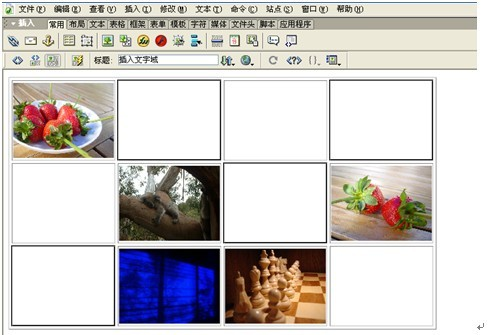 文件(F) 编辑(E) 查看(V) 插入(I) 修改(M) 文本(T) 命令(C) 站点(S) 窗口(W) 帮助(H)
插入 常用 布局 文本 表格 框架 表单 模板 字符 媒体 文件头 脚本 应用程序
标题: 插入文字域